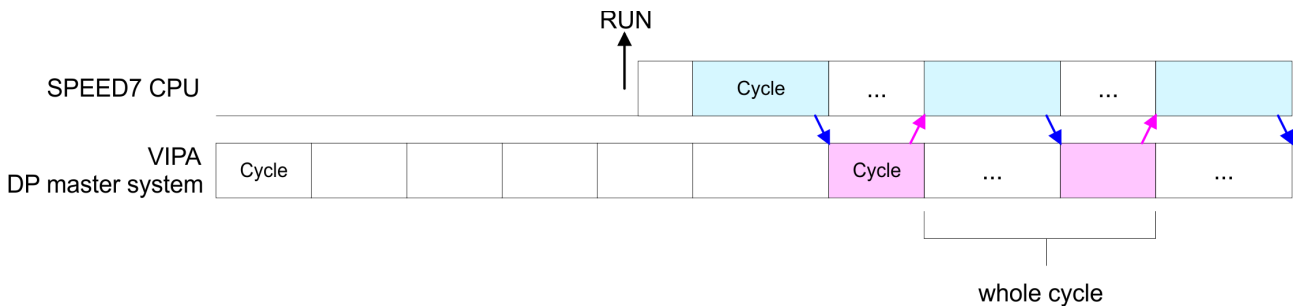 RUN
SPEED7 CPU
Cycle
...
...
VIPA
DP master system
Cycle
Cycle
...
...
whole cycle